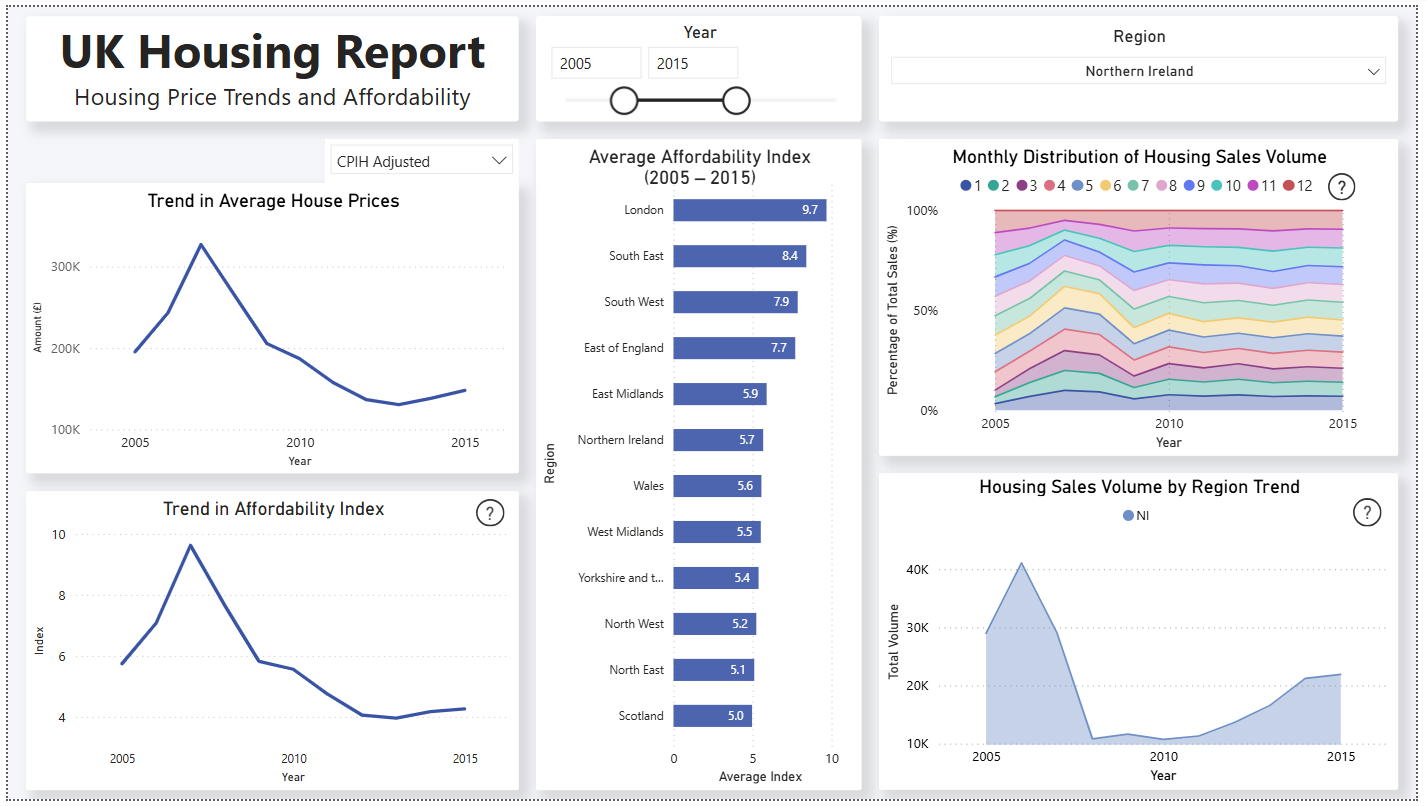 UK Housing Report
Housing Price Trends and Affordability
Year
2005 2015
Region
Northern Ireland
CPIH Adjusted
Trend in Average House Prices
Amount (£)
300K
200K
100K
2005 2010 2015
Year
Trend in Affordability Index
?
Index
10
8
6
4
2005 2010 2015
Year
Average Affordability Index
(2005 – 2015)
Region
London 9.7
South East 8.4
South West 7.9
East of England 7.7
East Midlands 5.9
Northern Ireland 5.7
Wales 5.6
West Midlands 5.5
Yorkshire and t... 5.4
North West 5.2
North East 5.1
Scotland 5.0
0 5 10
Average Index
Monthly Distribution of Housing Sales Volume
1 2 3 4 5 6 7 8 9 10 11 12
?
Percentage of Total Sales (%)
100%
50%
0%
2005 2010 2015
Year
Housing Sales Volume by Region Trend
NI
?
Total Volume
40K
30K
20K
10K
2005 2010 2015
Year